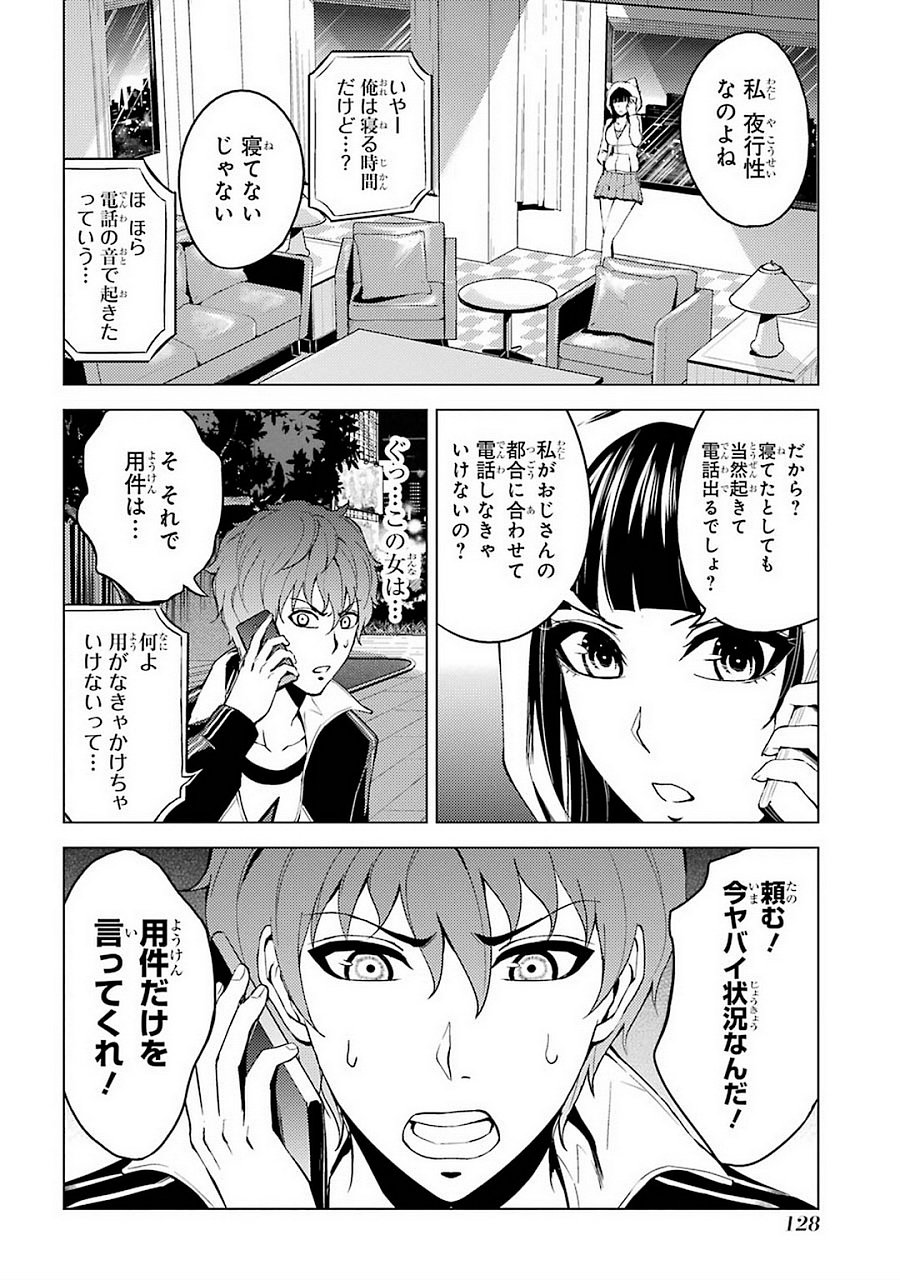 私 夜行性
なのよね
いやー
俺は寝る時間
だけど…?
寝てない
じゃない
ほ ほら
電話の音で起きた
っていう…
だから?
寝てたとしても
当然起きて
電話出るでしょ?
私がおじさんの
都合に合わせて
電話しなきゃ
いけないの?
ぐっ…この女は…
そ それで
用件は…
何よ
用がなきゃかけちゃ
いけないって…
頼む!
今ヤバイ状況なんだ!
用件だけを
言ってくれ!
128